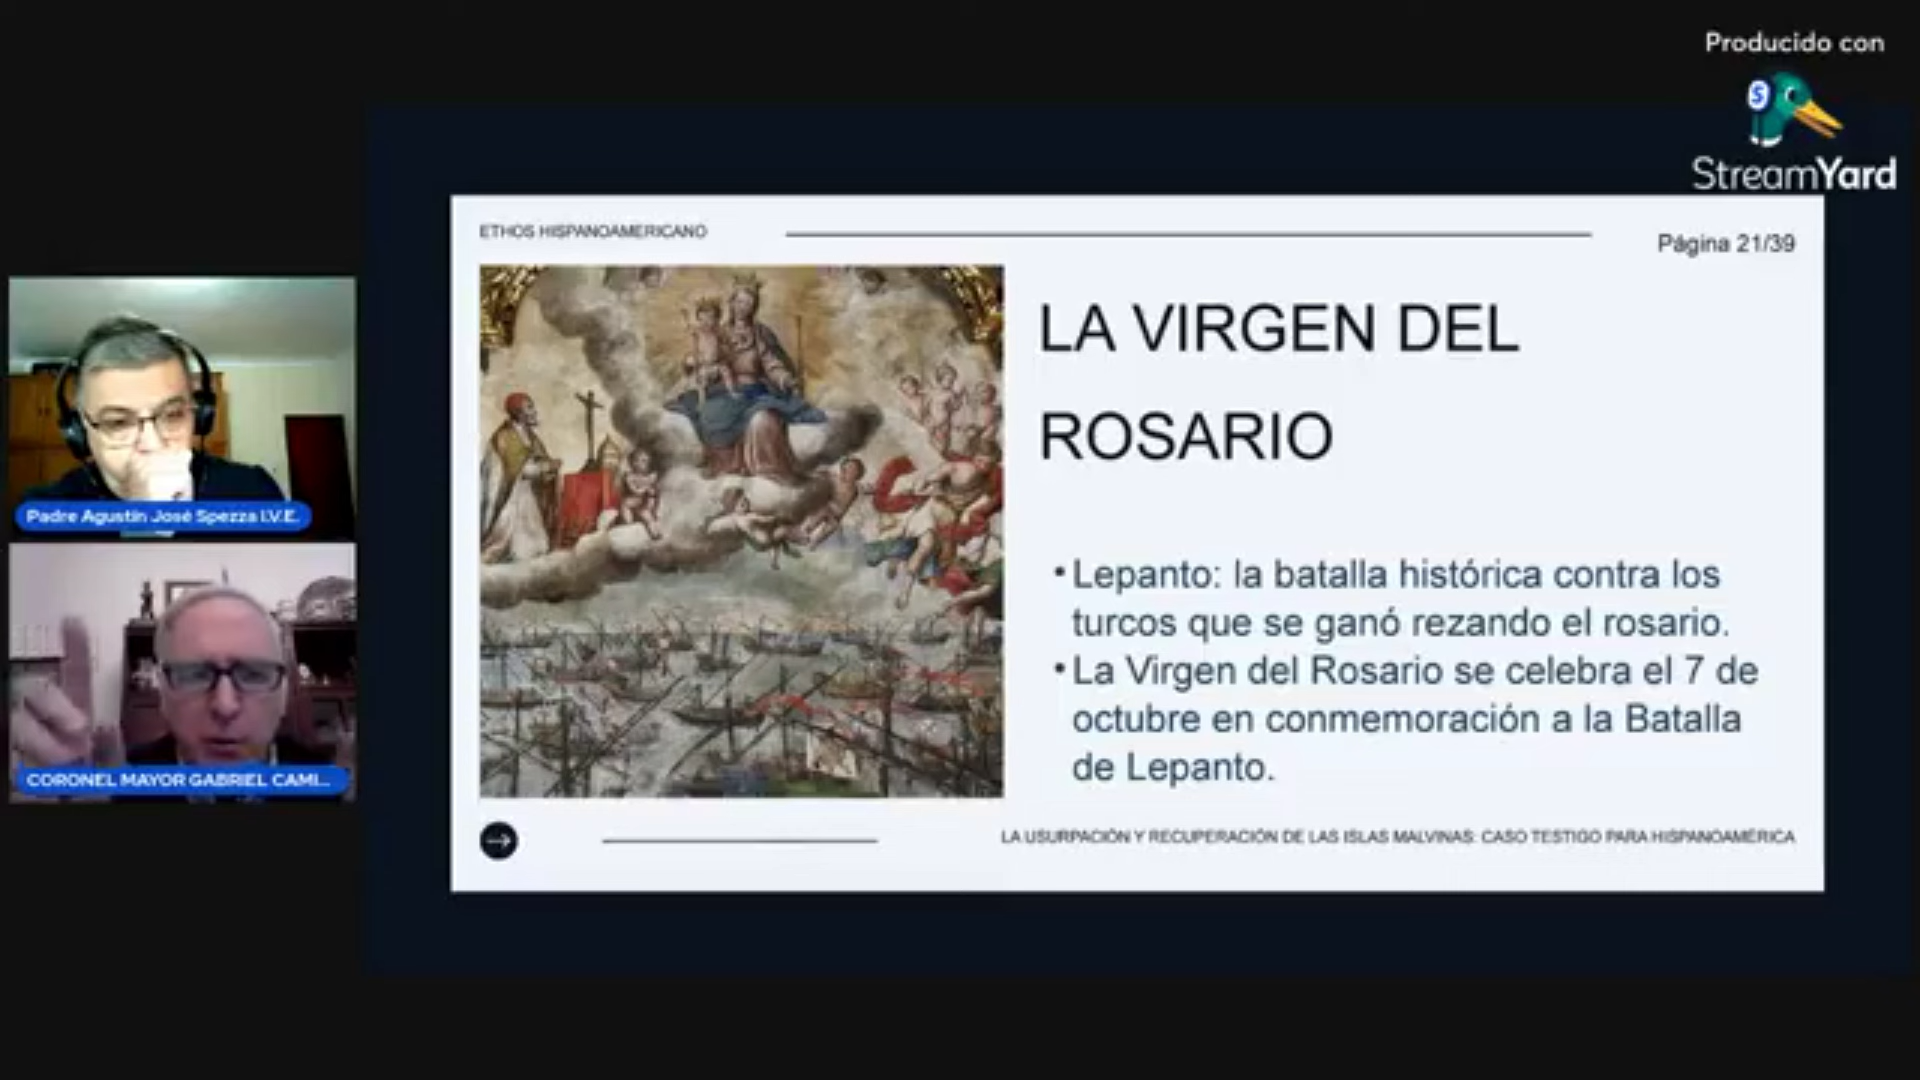 Producido con
StreamYard
ETHOS HISPANOAMERICANO
Página 21/39
LA VIRGEN DEL
ROSARIO
• Lepanto: la batalla histórica contra los
turcos que se ganó rezando el rosario.
• La Virgen del Rosario se celebra el 7 de
octubre en conmemoración a la Batalla
de Lepanto.
LA USURPACIÓN Y RECUPERACIÓN DE LAS ISLAS MALVINAS: CASO TESTIGO PARA HISPANOAMÉRICA
Padre Agustín José Spezza I.V.E.
CORONEL MAYOR GABRIEL CAMI...